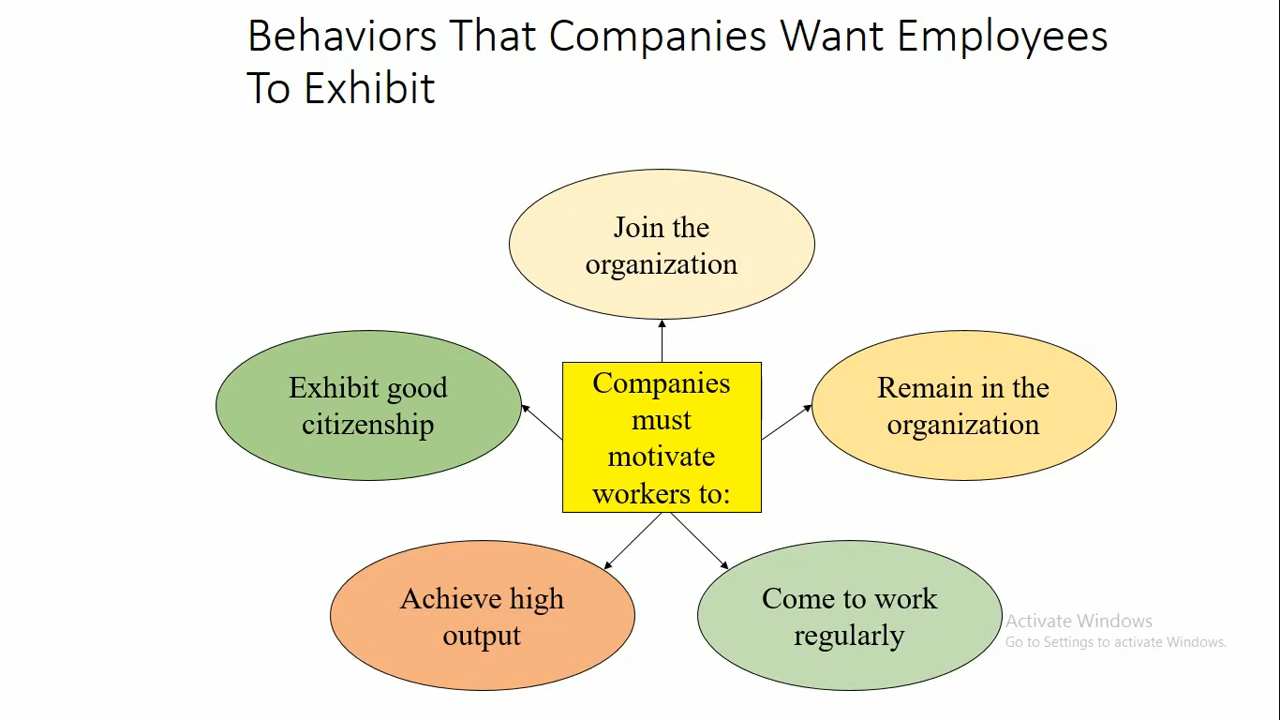 Behaviors That Companies Want Employees
To Exhibit
Join the
organization
Exhibit good
citizenship
Companies
must
motivate
workers to:
Remain in the
organization
Achieve high
output
Come to work
regularly
Activate Windows
Go to Settings to activate Windows.